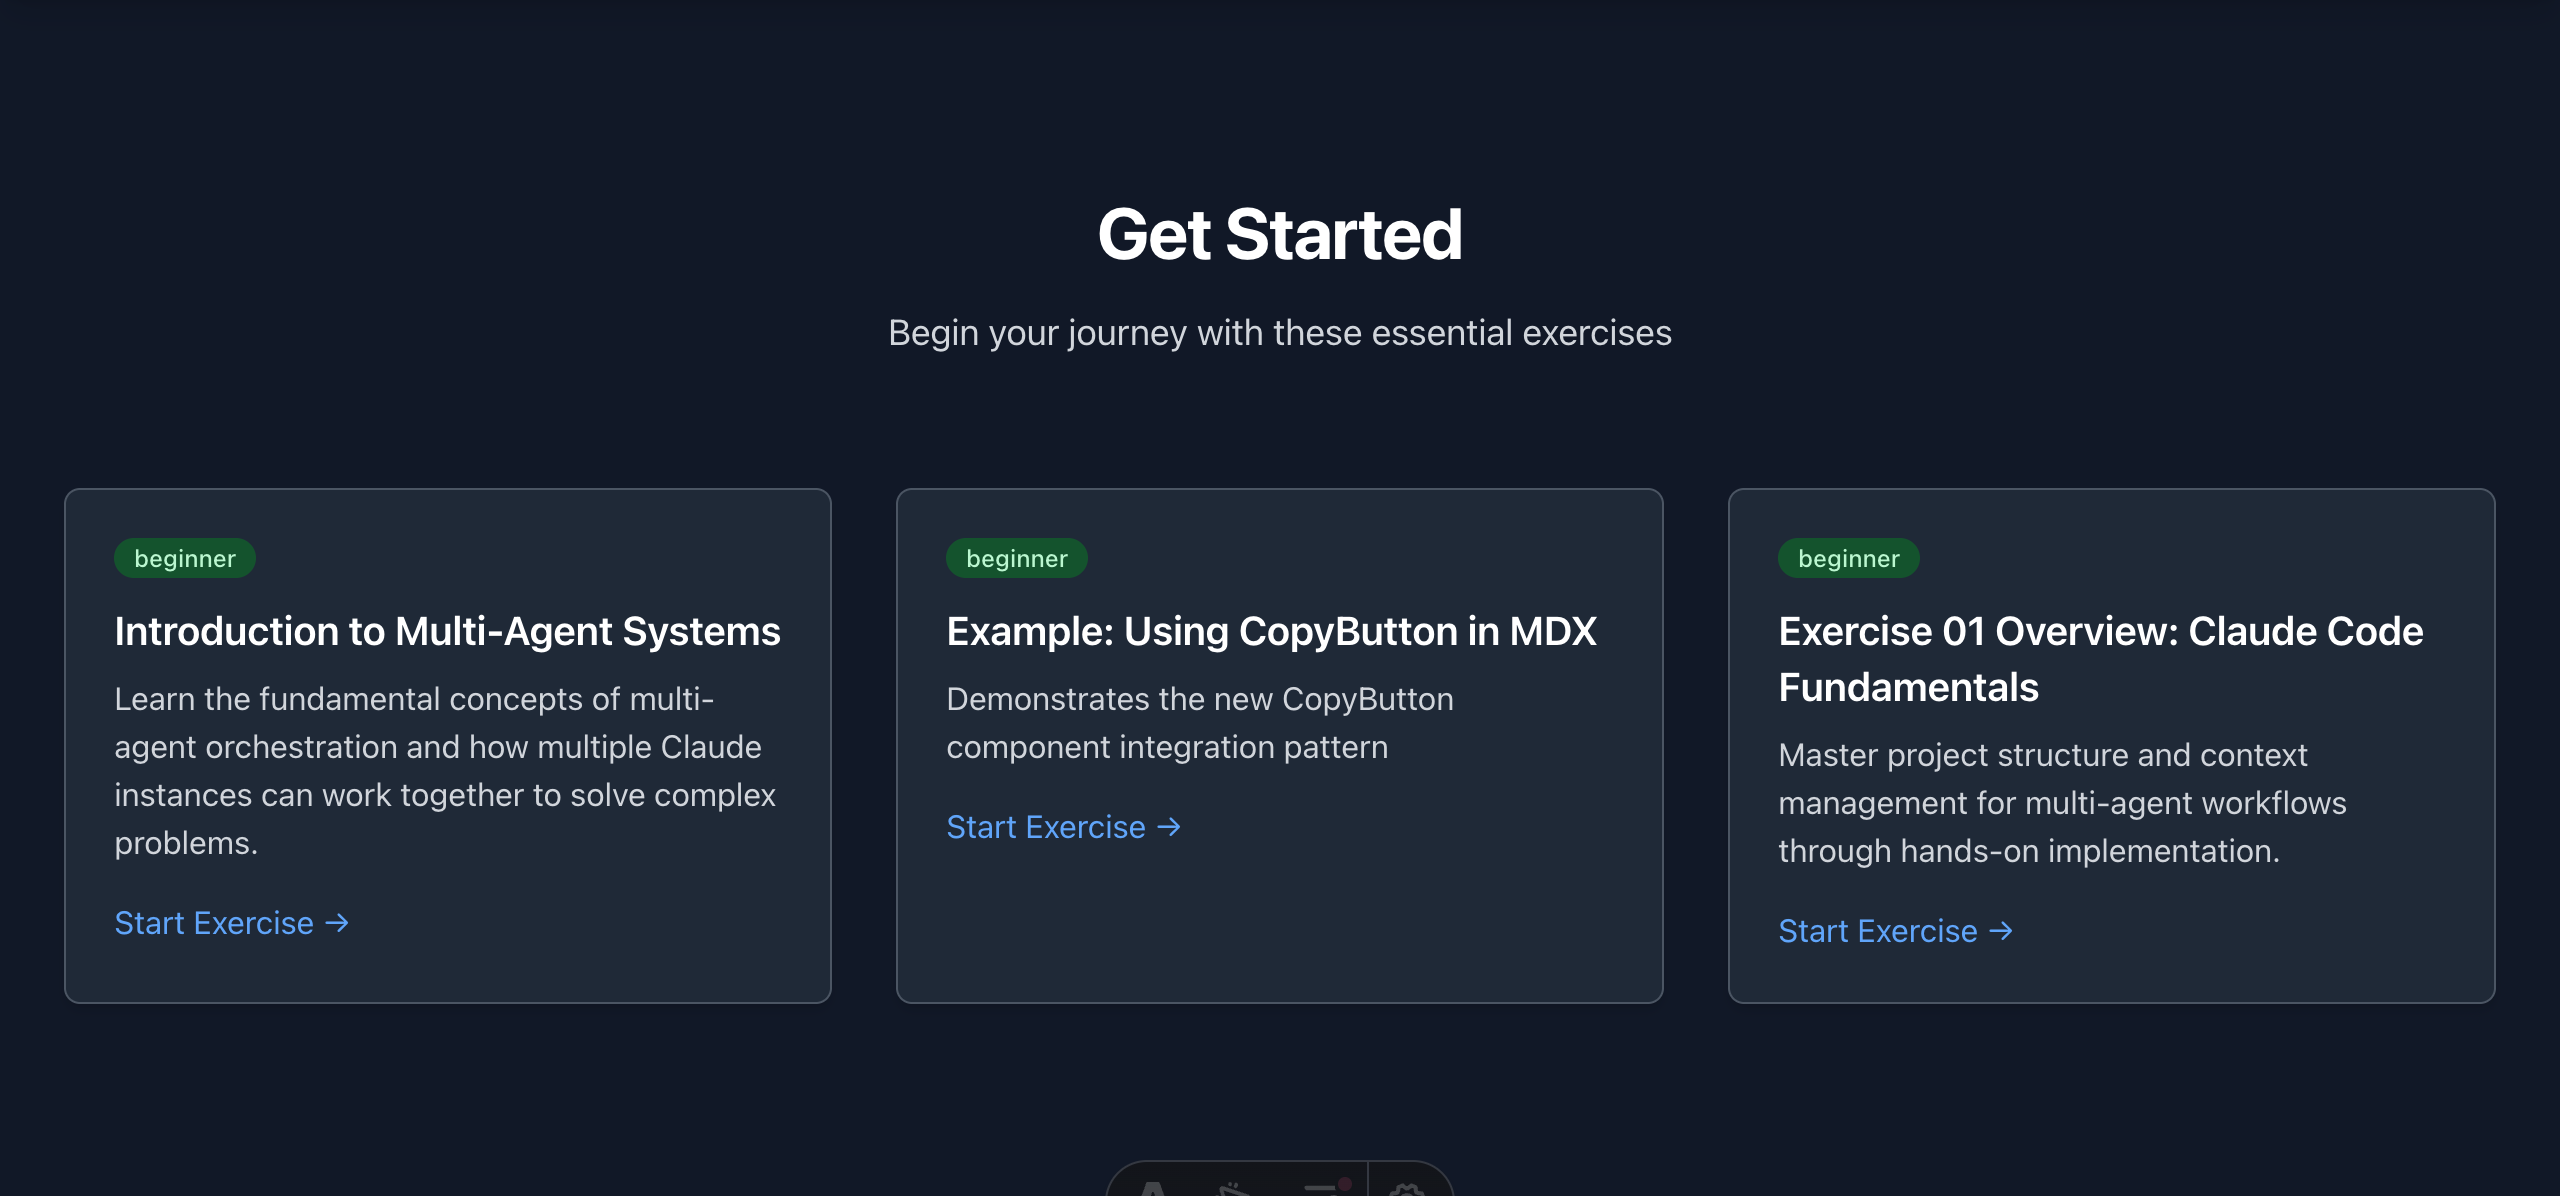 Get Started
Begin your journey with these essential exercises
beginner
Introduction to Multi-Agent Systems
Learn the fundamental concepts of multi-
agent orchestration and how multiple Claude
instances can work together to solve complex
problems.
Start Exercise →
beginner
Example: Using CopyButton in MDX
Demonstrates the new CopyButton
component integration pattern
Start Exercise →
beginner
Exercise 01 Overview: Claude Code
Fundamentals
Master project structure and context
management for multi-agent workflows
through hands-on implementation.
Start Exercise →